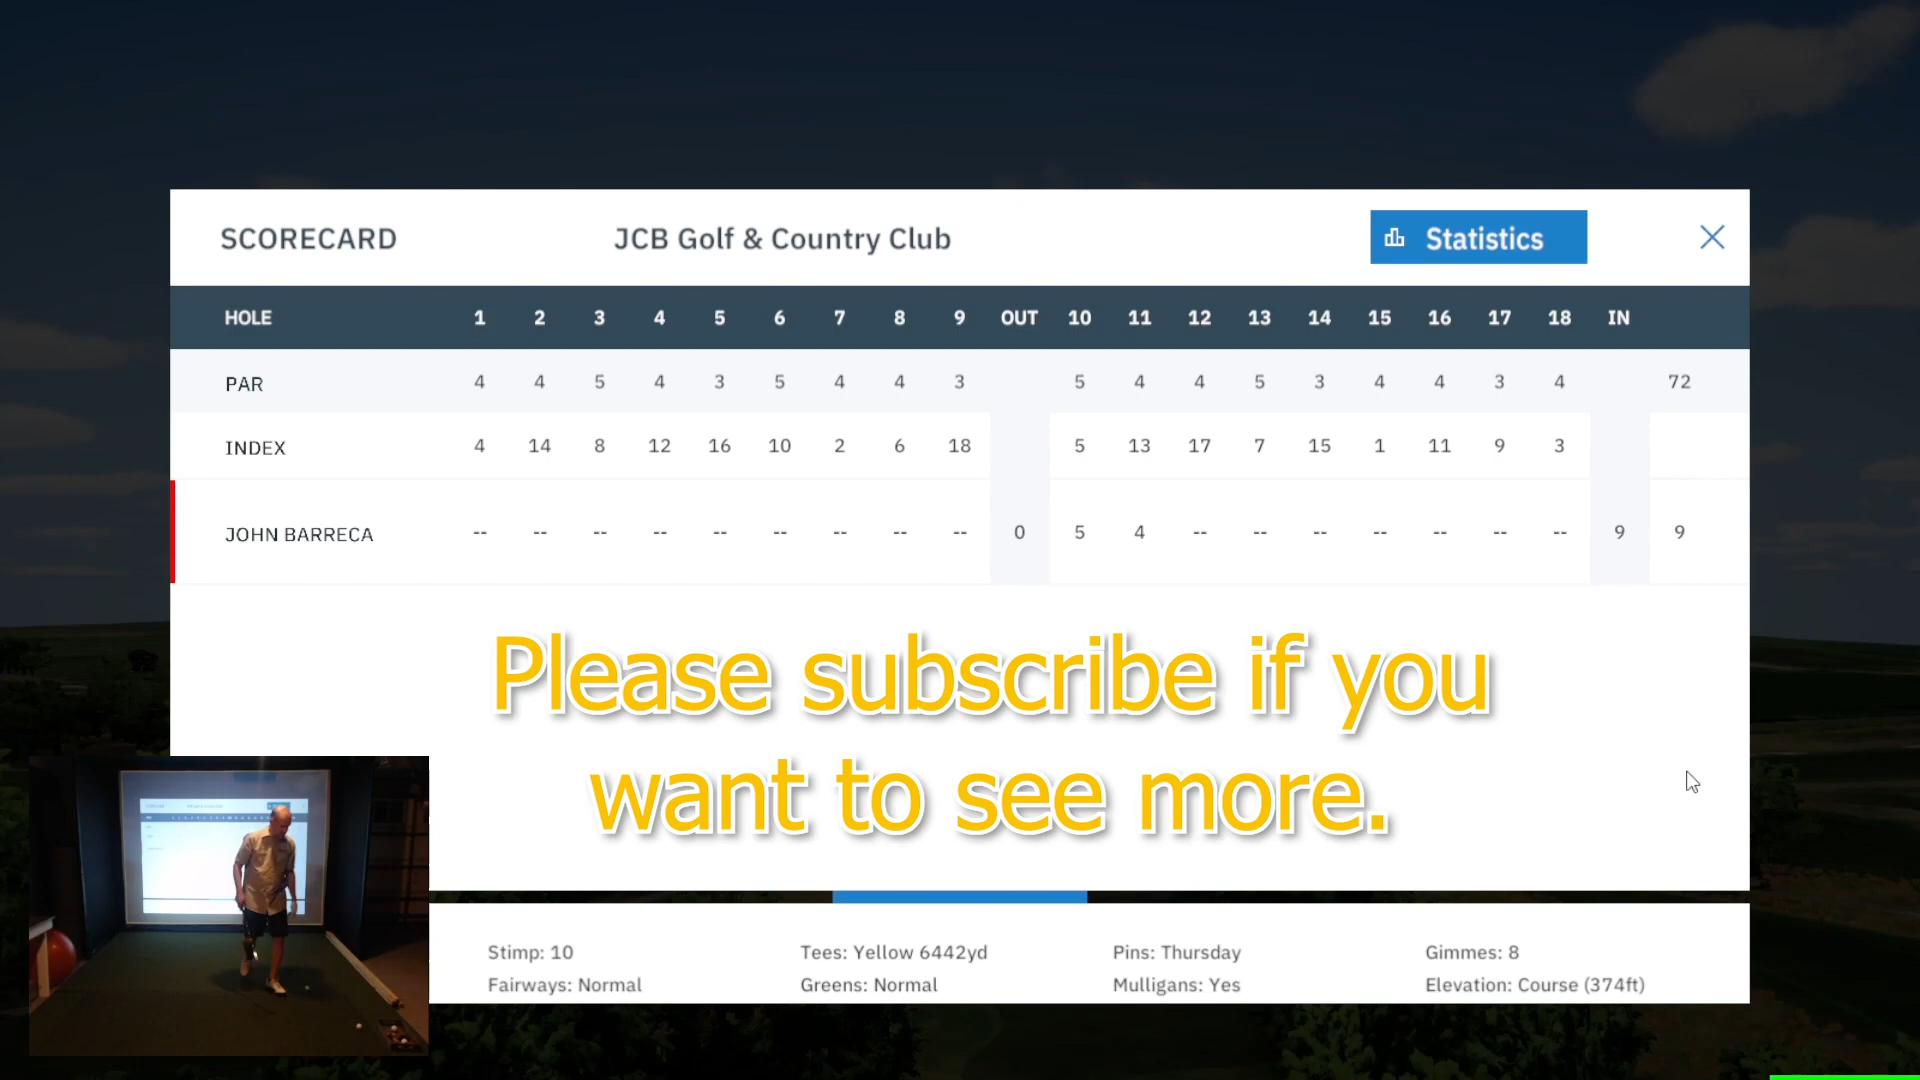 SCORECARD JCB Golf & Country Club Statistics
HOLE 1 2 3 4 5 6 7 8 9 OUT 10 11 12 13 14 15 16 17 18 IN
PAR 4 4 5 4 3 5 4 4 3 5 4 4 5 3 4 4 3 4 72
INDEX 4 14 8 12 16 10 2 6 18 5 13 17 7 15 1 11 9 3
JOHN BARRECA -- -- -- -- -- -- -- -- -- 0 5 4 -- -- -- -- -- -- -- 9 9
Please subscribe if you
want to see more.
Stimp: 10 Tees: Yellow 6442yd Pins: Thursday Gimmes: 8
Fairways: Normal Greens: Normal Mulligans: Yes Elevation: Course (374ft)